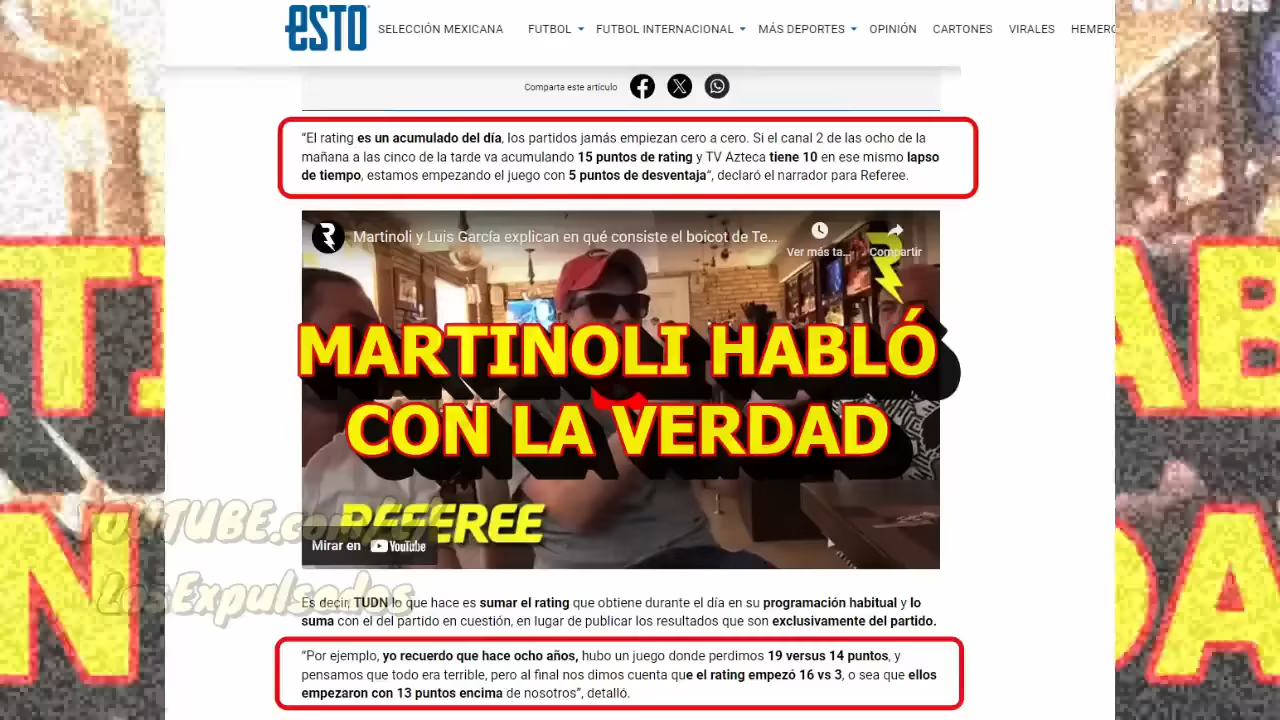 ESTO
SELECCIÓN MEXICANA FUTBOL FUTBOL INTERNACIONAL MÁS DEPORTES OPINIÓN CARTONES VIRALES HEMERO
Comparta este artículo
“El rating es un acumulado del día, los partidos jamás empiezan cero a cero. Si el canal 2 de las ocho de la
mañana a las cinco de la tarde va acumulando 15 puntos de rating y TV Azteca tiene 10 en ese mismo lapso
de tiempo, estamos empezando el juego con 5 puntos de desventaja“, declaró el narrador para Referee.
Martinoli y Luis García explican en qué consiste el boicot de Te...
Ver más ta... Compartir
MARTINOLI HABLÓ
CON LA VERDAD
REFEREE
Mirar en YouTube
YOUTUBE.com/c/
LosExpulsados
Es decir, TUDN lo que hace es sumar el rating que obtiene durante el día en su programación habitual y lo
suma con el del partido en cuestión, en lugar de publicar los resultados que son exclusivamente del partido.
“Por ejemplo, yo recuerdo que hace ocho años, hubo un juego donde perdimos 19 versus 14 puntos, y
pensamos que todo era terrible, pero al final nos dimos cuenta que el rating empezó 16 vs 3, o sea que ellos
empezaron con 13 puntos encima de nosotros”, detalló.